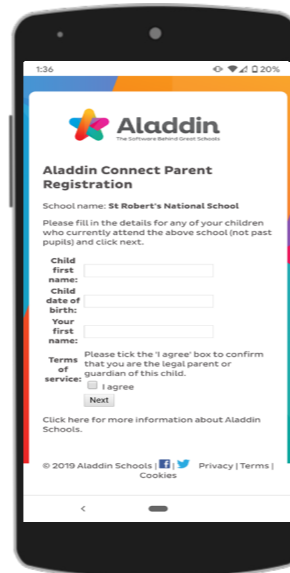 1:36 20%
Aladdin
The Software Behind Great Schools
Aladdin Connect Parent
Registration
School name: St Robert's National School
Please fill in the details for any of your children
who currently attend the above school (not past
pupils) and click next.
Child
first
name:
Child
date of
birth:
Your
first
name:
Terms
of
service:
Please tick the 'I agree' box to confirm
that you are the legal parent or
guardian of this child.
I agree
Next
Click here for more information about Aladdin
Schools.
© 2019 Aladdin Schools | f | Privacy | Terms |
Cookies